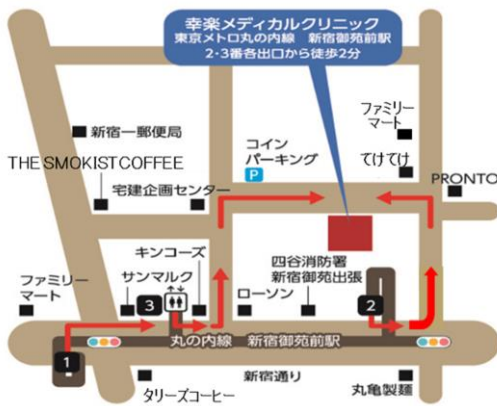 幸楽メディカルクリニック
東京メトロ丸の内線　新宿御苑前駅
2・3番各出口から徒歩2分
新宿一郵便局
コイン
パーキング
P
ファミリー
マート
てけてけ
THE SMOKIST COFFEE
宅建企画センター
PRONTO
キンコーズ
四谷消防署
新宿御苑出張
ファミリー
マート
サンマルク
3
ローソン
2
1
丸の内線　新宿御苑前駅
タリーズコーヒー
新宿通り
丸亀製麺